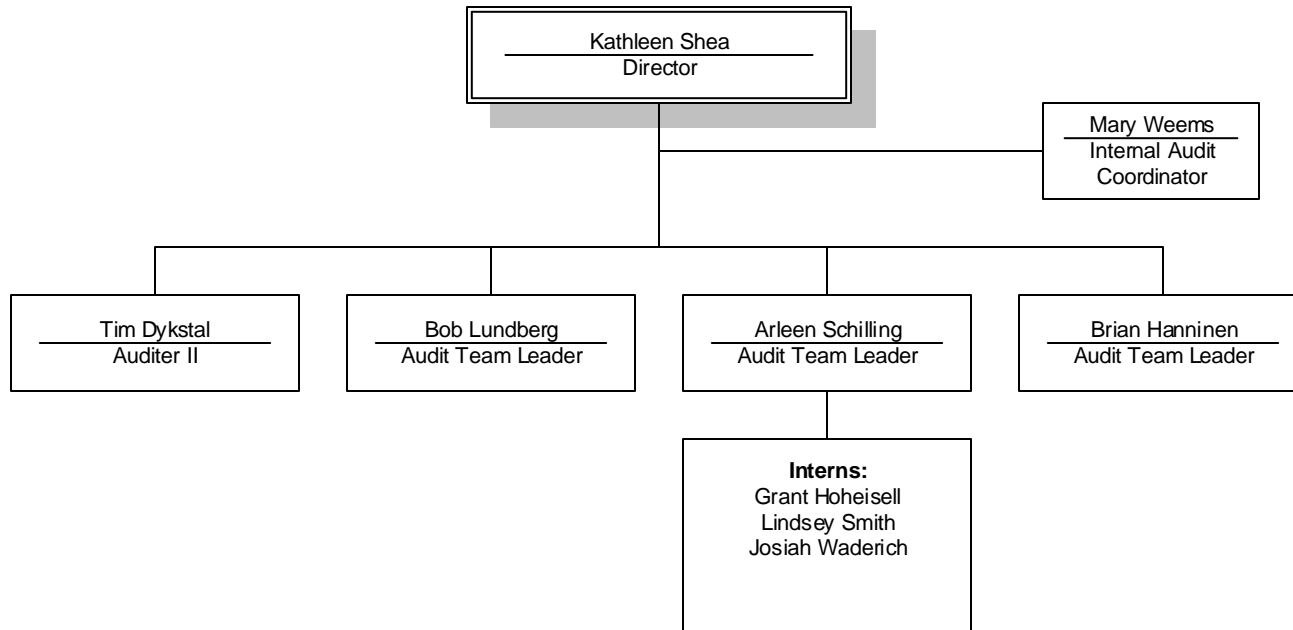 Kathleen Shea
Director
Mary Weems
Internal Audit
Coordinator
Tim Dykstal
Auditer II
Bob Lundberg
Audit Team Leader
Arleen Schilling
Audit Team Leader
Brian Hanninen
Audit Team Leader
Interns:
Grant Hoheisell
Lindsey Smith
Josiah Waderich